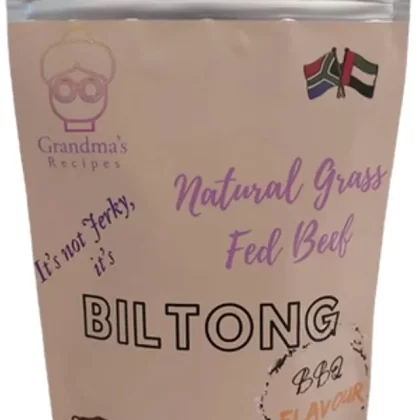 Grandma's
Recipes
Natural Grass
Fed Beef
It's not Jerky,
it's
BILTONG
BBQ
FLAVOUR